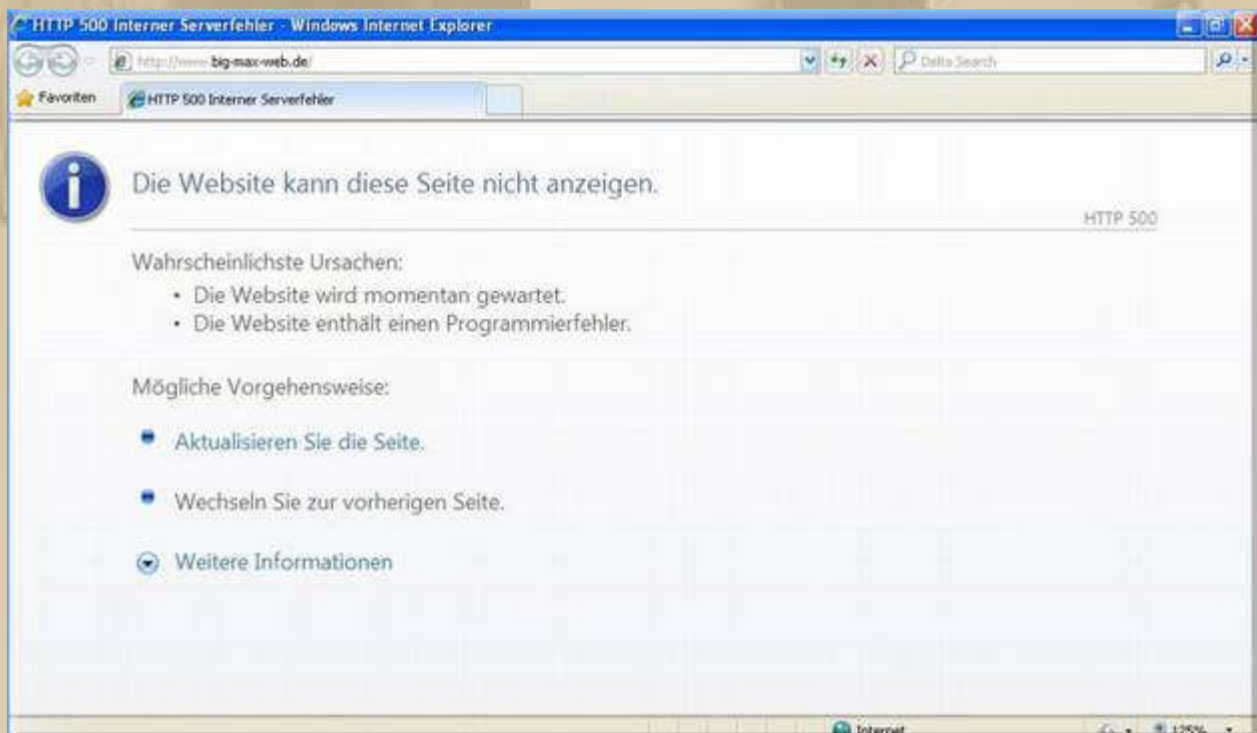 HTTP 500 Interner Serverfehler - Windows Internet Explorer
http://www.big-max-web.de/
Delta Search
Favoriten
HTTP 500 Interner Serverfehler
Die Website kann diese Seite nicht anzeigen.
HTTP 500
Wahrscheinlichste Ursachen:
• Die Website wird momentan gewartet.
• Die Website enthält einen Programmierfehler.
Mögliche Vorgehensweise:
Aktualisieren Sie die Seite.
Wechseln Sie zur vorherigen Seite.
Weitere Informationen
Internet
125%